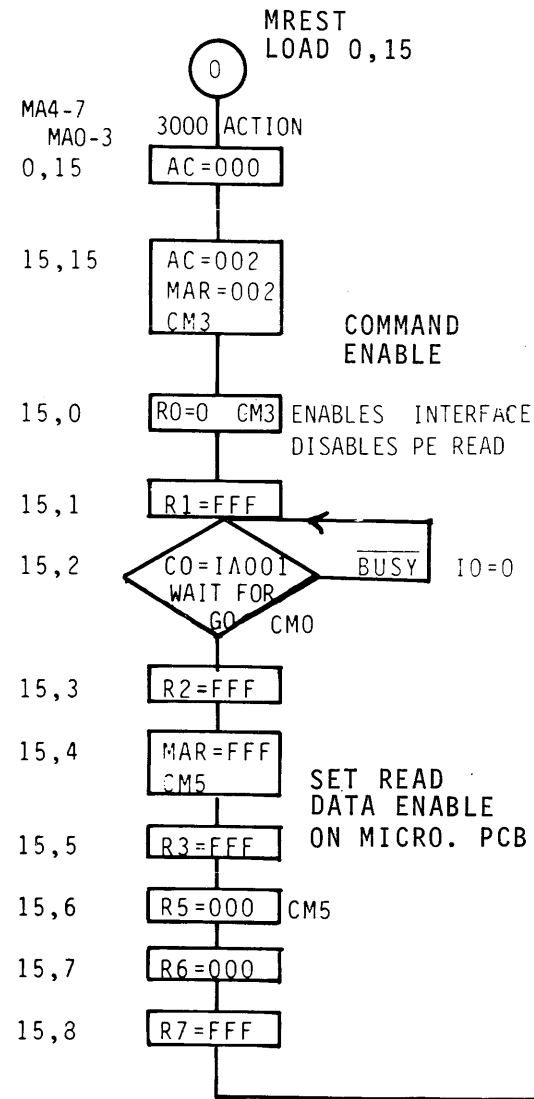 MREST
LOAD 0,15
0
MA4-7
MA0-3
3000 ACTION
0,15 AC=000
15,15 AC=002
MAR=002
CM3
COMMAND
ENABLE
15,0 R0=0 CM3 ENABLES INTERFACE
DISABLES PE READ
15,1 R1=FFF
15,2 CO=IΛ001 BUSY I0=0
WAIT FOR
GO CM0
15,3 R2=FFF
15,4 MAR=FFF
CM5
SET READ
DATA ENABLE
ON MICRO. PCB
15,5 R3=FFF
15,6 R5=000 CM5
15,7 R6=000
15,8 R7=FFF